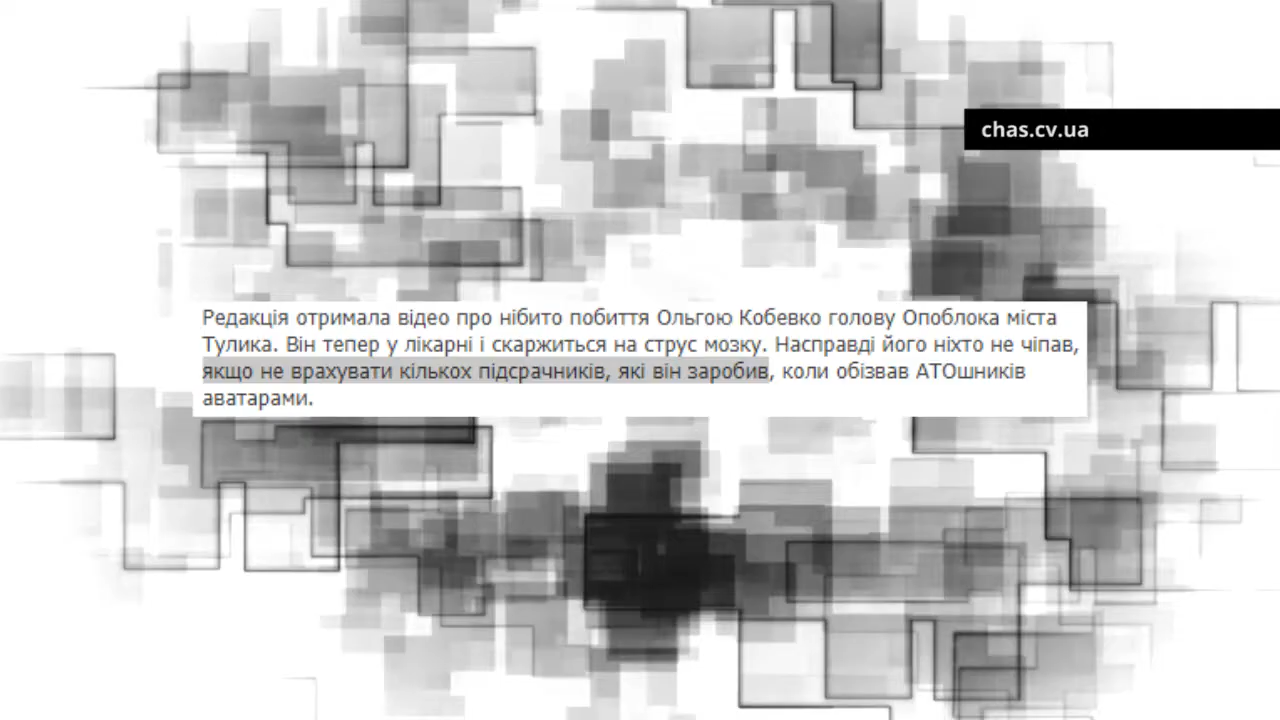 chas.cv.ua
Редакція отримала відео про нібито побиття Ольгою Кобевко голову Опоблока міста
Тулика. Він тепер у лікарні і скаржиться на струс мозку. Насправді його ніхто не чіпав,
якщо не врахувати кількох підсрачників, які він заробив, коли обізвав АТОшників
аватарами.